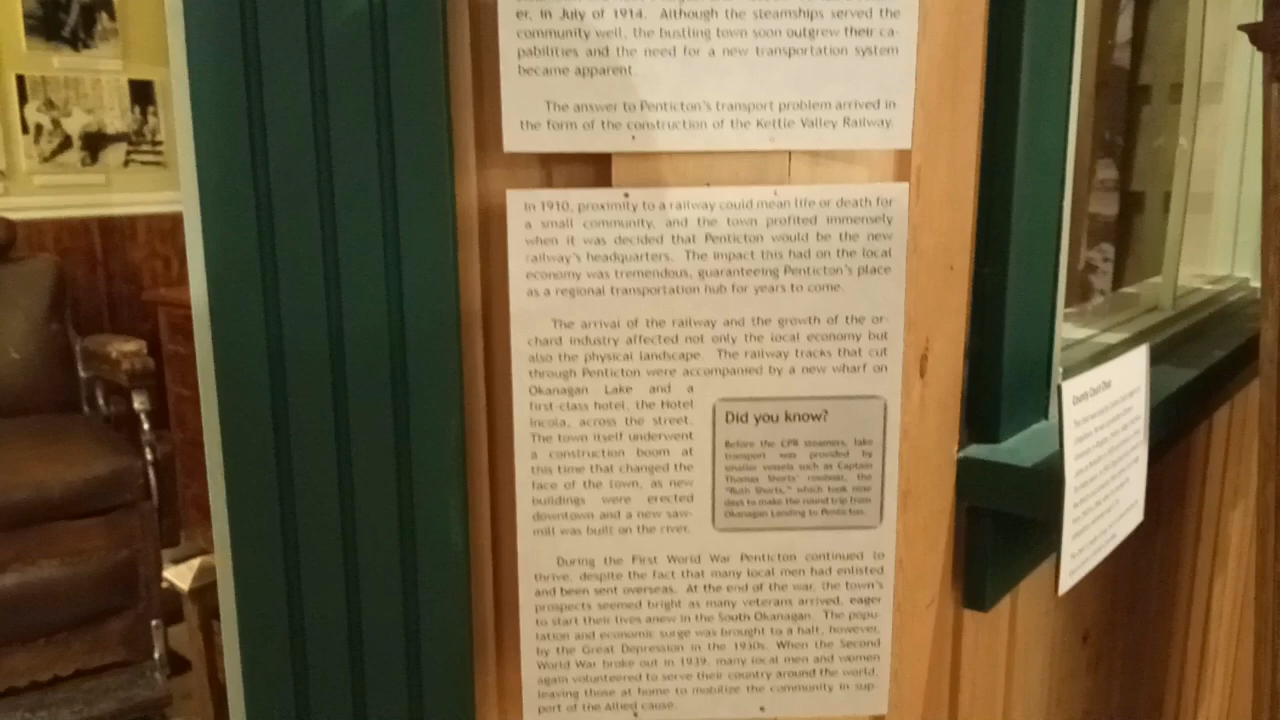 er, in July of 1914. Although the steamships served the
community well, the bustling town soon outgrew their ca-
pabilities and the need for a new transportation system
became apparent.
The answer to Penticton's transport problem arrived in
the form of the construction of the Kettle Valley Railway.
In 1910, proximity to a railway could mean life or death for
a small community, and the town profited immensely
when it was decided that Penticton would be the new
railway's headquarters. The impact this had on the local
economy was tremendous, guaranteeing Penticton's place
as a regional transportation hub for years to come.
The arrival of the railway and the growth of the or-
chard industry affected not only the local economy but
also the physical landscape. The railway tracks that cut
through Penticton were accompanied by a new wharf on
Okanagan Lake and a
first-class hotel, the Hotel
Incola, across the street.
The town itself underwent
a construction boom at
this time that changed the
face of the town, as new
buildings were erected
downtown and a new saw-
mill was built on the river.
Did you know?
Before the CPR steamers, lake
transport was provided by
smaller vessels such as Captain
Thomas Shorts' rowboat, the
"Ruth Shorts," which took nine
days to make the round trip from
Okanagan Landing to Penticton.
During the First World War Penticton continued to
thrive, despite the fact that many local men had enlisted
and been sent overseas. At the end of the war, the town's
prospects seemed bright as many veterans arrived, eager
to start their lives anew in the South Okanagan. The popu-
lation and economic surge was brought to a halt, however,
by the Great Depression in the 1930s. When the Second
World War broke out in 1939, many local men and women
again volunteered to serve their country around the world,
leaving those at home to mobilize the community in sup-
port of the Allied cause.
County Court Chair